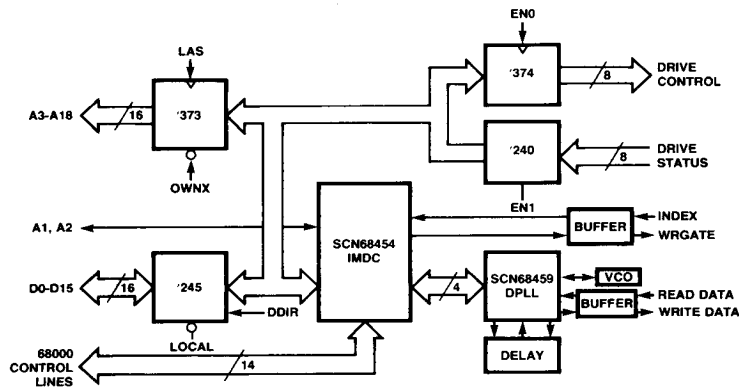 EN0
LAS
'374
8
DRIVE
CONTROL
A3-A18
16
'373
'240
8
DRIVE
STATUS
OWNX
EN1
A1, A2
SCN68454
IMDC
BUFFER
INDEX
WRGATE
D0-D15
16
'245
4
SCN68459
DPLL
VCO
DDIR
BUFFER
READ DATA
WRITE DATA
LOCAL
DELAY
68000
CONTROL
LINES
14